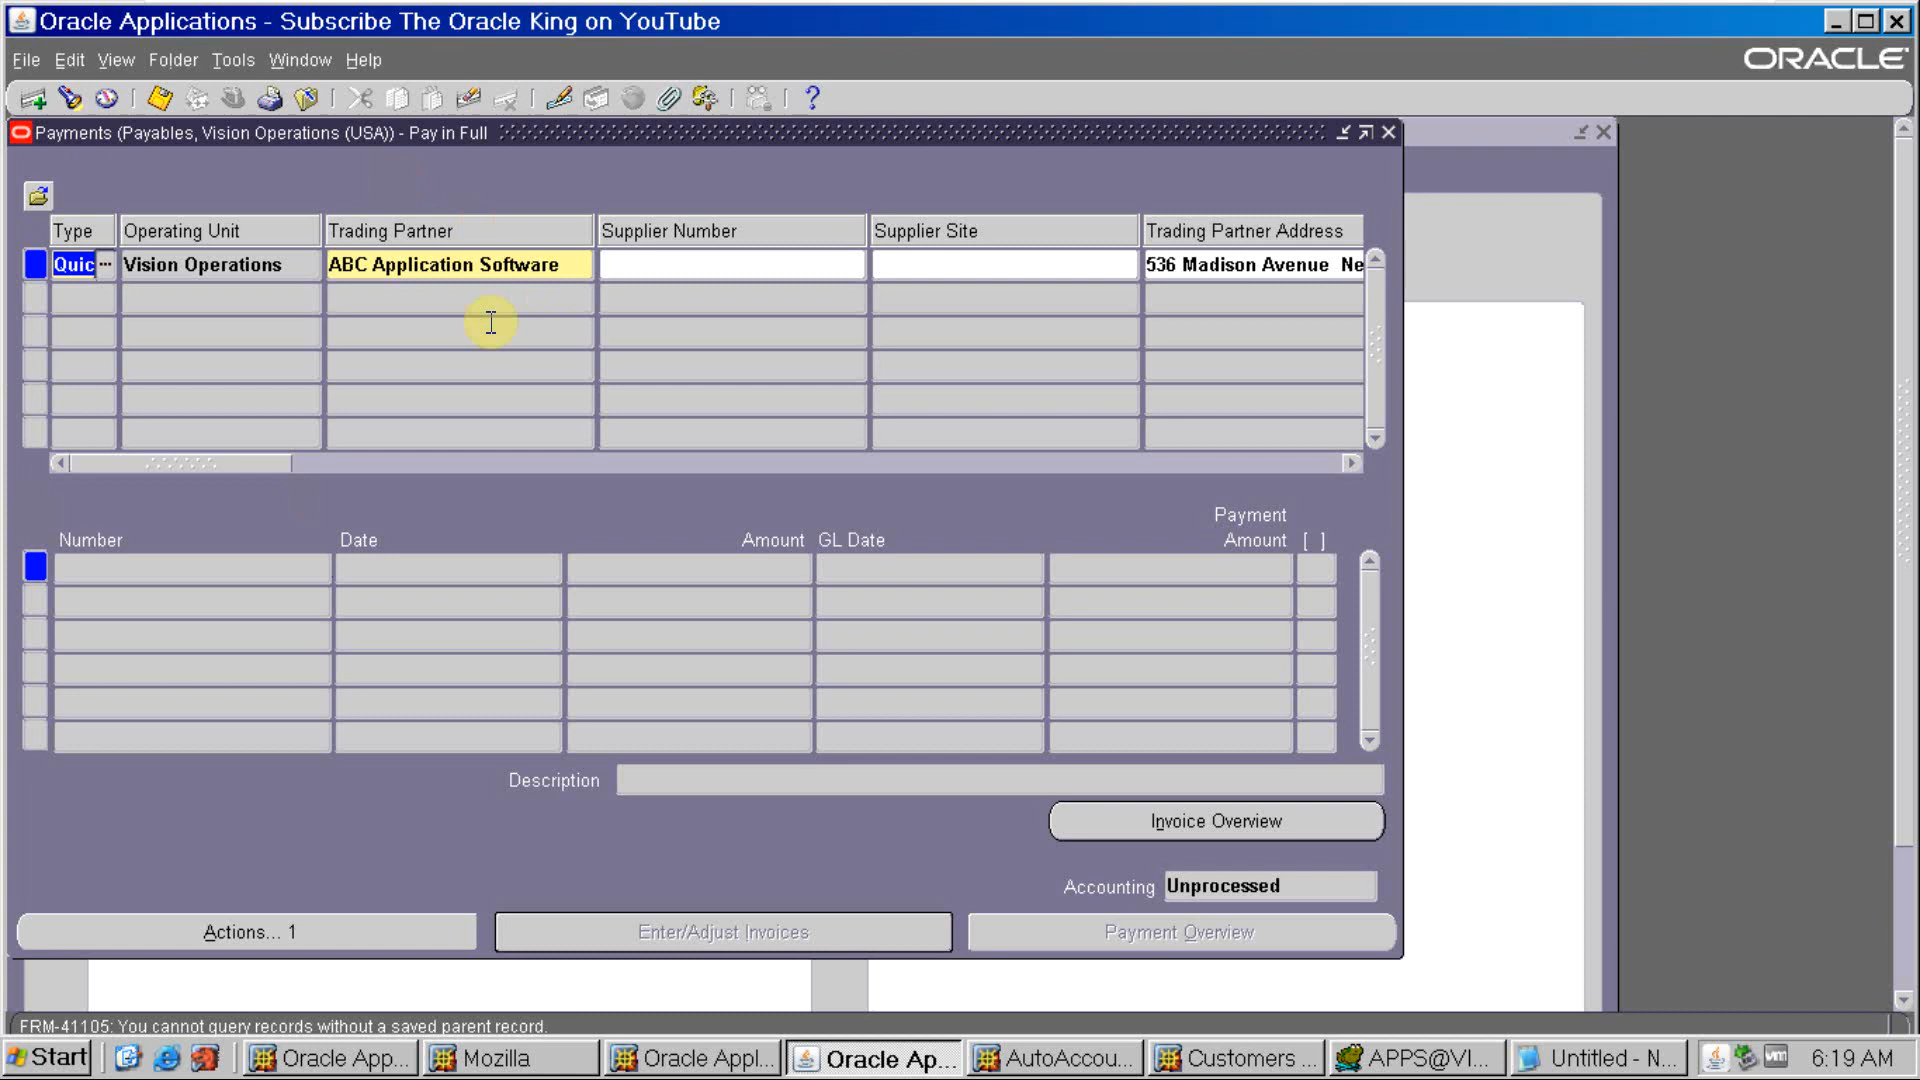 Oracle Applications - Subscribe The Oracle King on YouTube
File Edit View Folder Tools Window Help
ORACLE
Payments (Payables, Vision Operations (USA)) - Pay in Full
Type Operating Unit Trading Partner Supplier Number Supplier Site Trading Partner Address
Quic ... Vision Operations ABC Application Software 536 Madison Avenue Ne
Payment
Number Date Amount GL Date Amount [ ]
Description
Invoice Overview
Accounting Unprocessed
Actions... 1 Enter/Adjust Invoices Payment Overview
FRM-41105: You cannot query records without a saved parent record.
Start Oracle App... Mozilla Oracle Appl... Oracle Ap... AutoAccou... Customers ... APPS@VI... Untitled - N... vm 6:19 AM